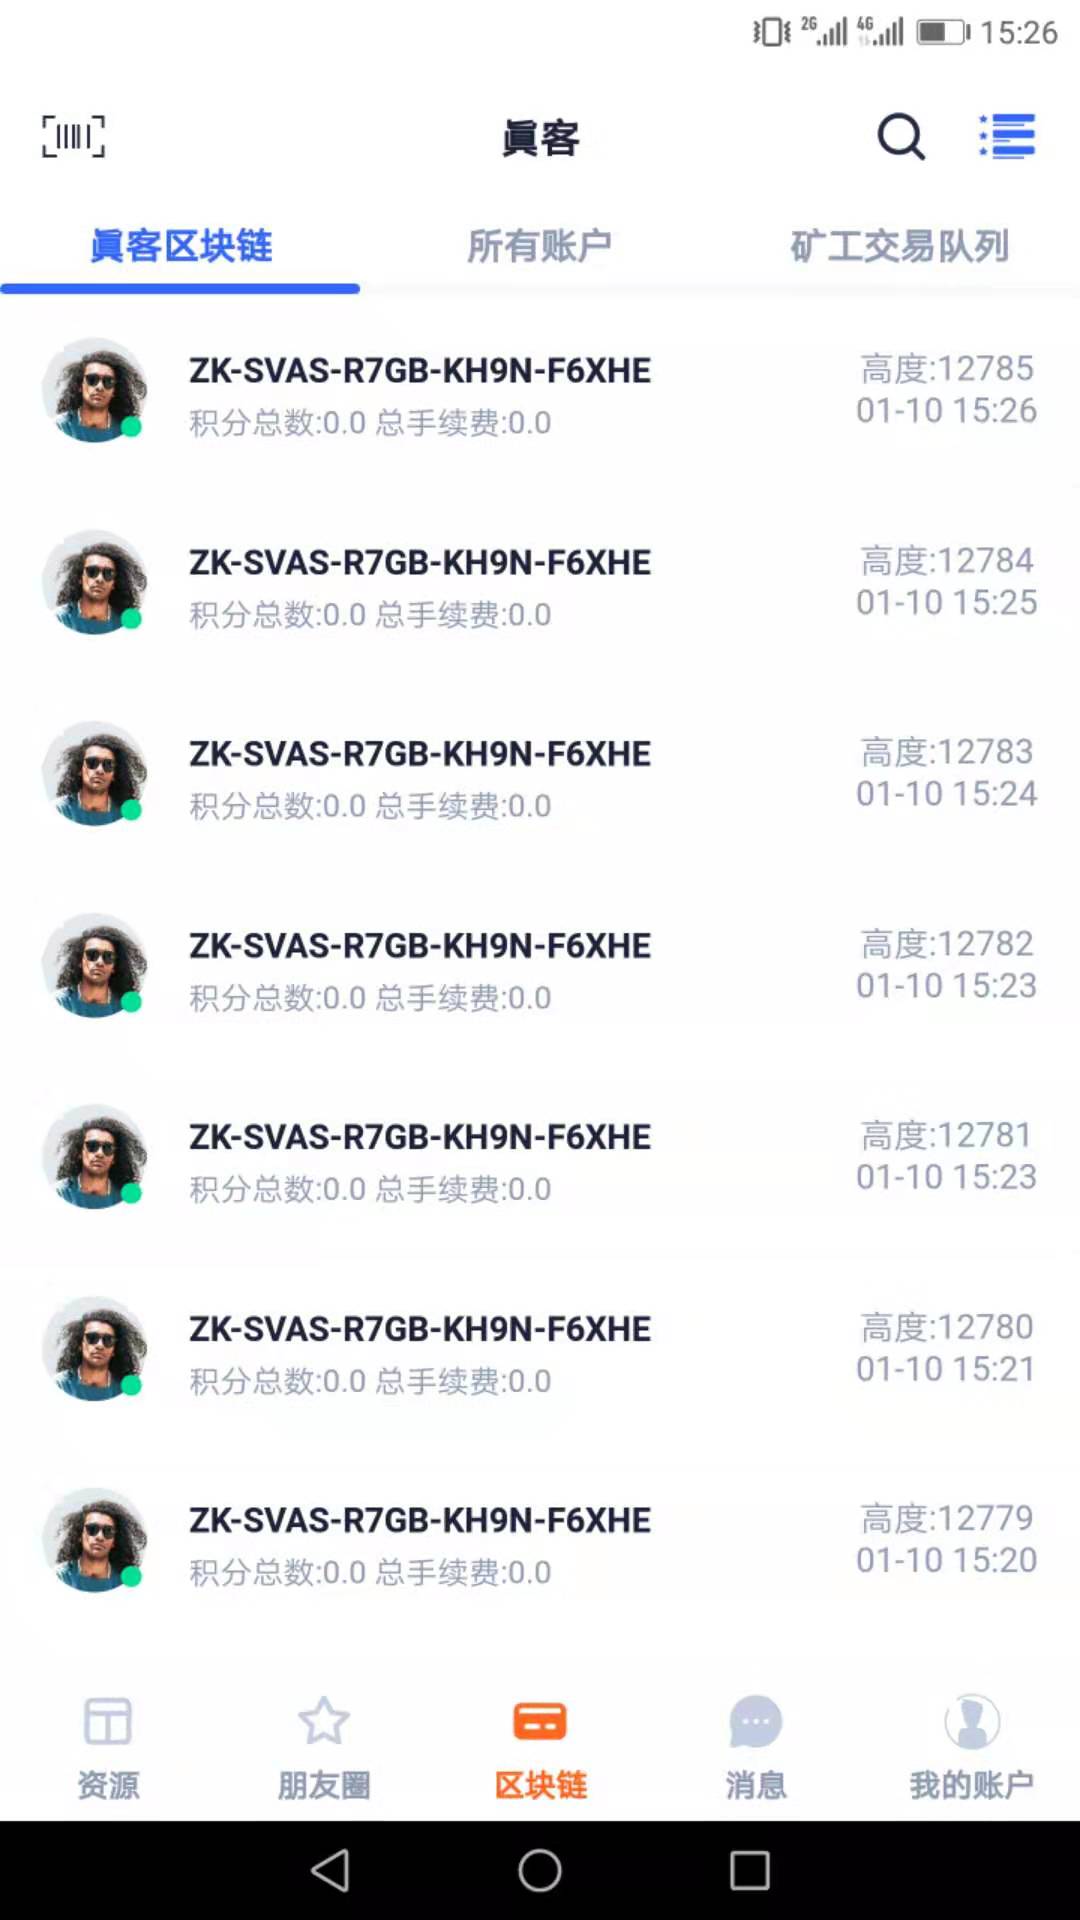 2G 4G 15:26
眞客
眞客区块链 所有账户 矿工交易队列
ZK-SVAS-R7GB-KH9N-F6XHE 高度:12785
积分总数:0.0 总手续费:0.0 01-10 15:26
ZK-SVAS-R7GB-KH9N-F6XHE 高度:12784
积分总数:0.0 总手续费:0.0 01-10 15:25
ZK-SVAS-R7GB-KH9N-F6XHE 高度:12783
积分总数:0.0 总手续费:0.0 01-10 15:24
ZK-SVAS-R7GB-KH9N-F6XHE 高度:12782
积分总数:0.0 总手续费:0.0 01-10 15:23
ZK-SVAS-R7GB-KH9N-F6XHE 高度:12781
积分总数:0.0 总手续费:0.0 01-10 15:23
ZK-SVAS-R7GB-KH9N-F6XHE 高度:12780
积分总数:0.0 总手续费:0.0 01-10 15:21
ZK-SVAS-R7GB-KH9N-F6XHE 高度:12779
积分总数:0.0 总手续费:0.0 01-10 15:20
资源 朋友圈 区块链 消息 我的账户